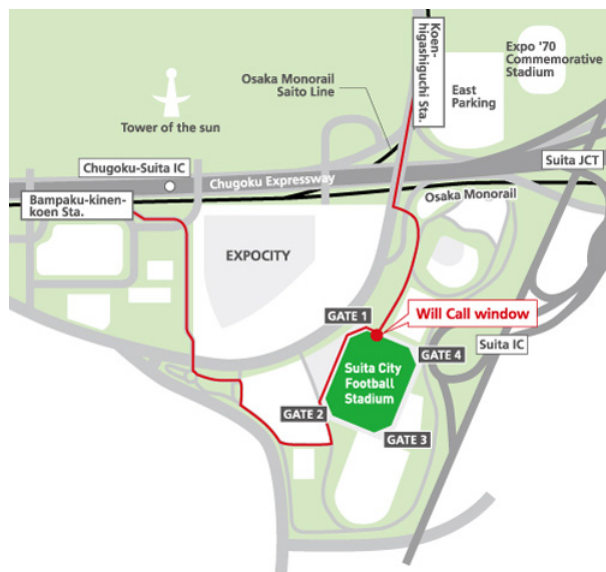 Koen-
higashiguchi Sta.
Expo '70
Commemorative
Stadium
Osaka Monorail
Saito Line
East
Parking
Tower of the sun
Chugoku-Suita IC
Chugoku Expressway
Suita JCT
Bampaku-kinen-
koen Sta.
Osaka Monorail
EXPOCITY
GATE 1
Will Call window
Suita IC
GATE 4
Suita City
Football
Stadium
GATE 2
GATE 3